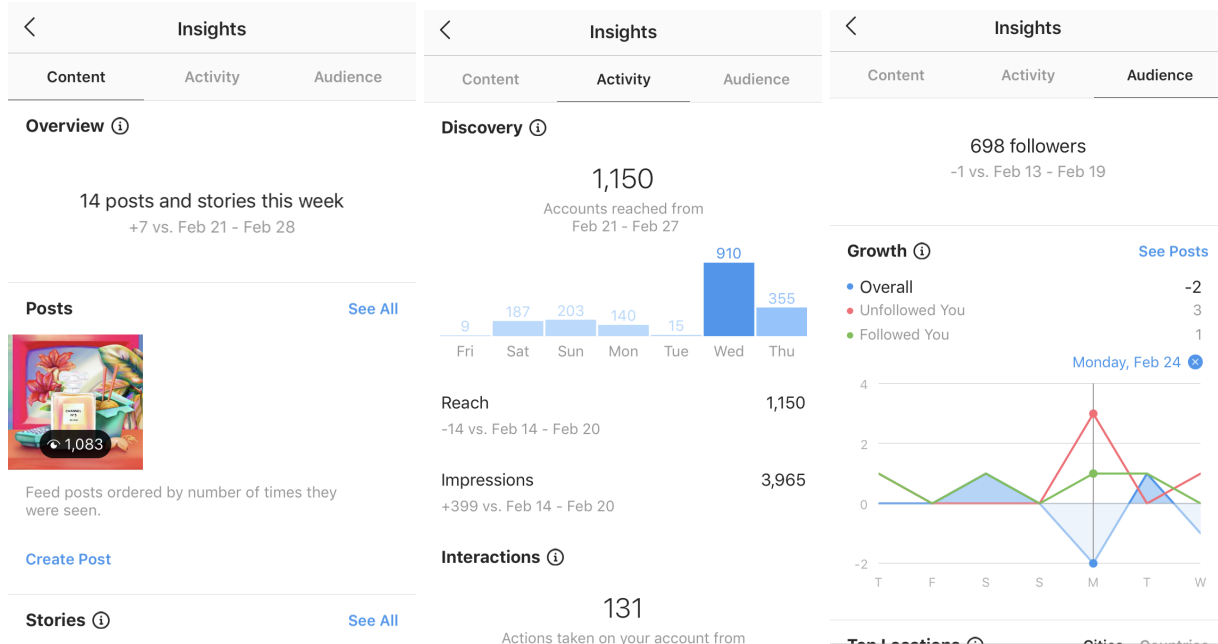 Insights
Content Activity Audience
Overview
14 posts and stories this week
+7 vs. Feb 21 - Feb 28
Posts See All
CHANNEL
N°5
1,083
Feed posts ordered by number of times they
were seen.
Create Post
Stories See All
Insights
Content Activity Audience
Discovery
1,150
Accounts reached from
Feb 21 - Feb 27
9 187 203 140 15 910 355
Fri Sat Sun Mon Tue Wed Thu
Reach 1,150
-14 vs. Feb 14 - Feb 20
Impressions 3,965
+399 vs. Feb 14 - Feb 20
Interactions
131
Actions taken on your account from
Insights
Content Activity Audience
698 followers
-1 vs. Feb 13 - Feb 19
Growth See Posts
Overall -2
Unfollowed You 3
Followed You 1
Monday, Feb 24
4
2
0
-2
T F S S M T W
Top Locations Cities Countries